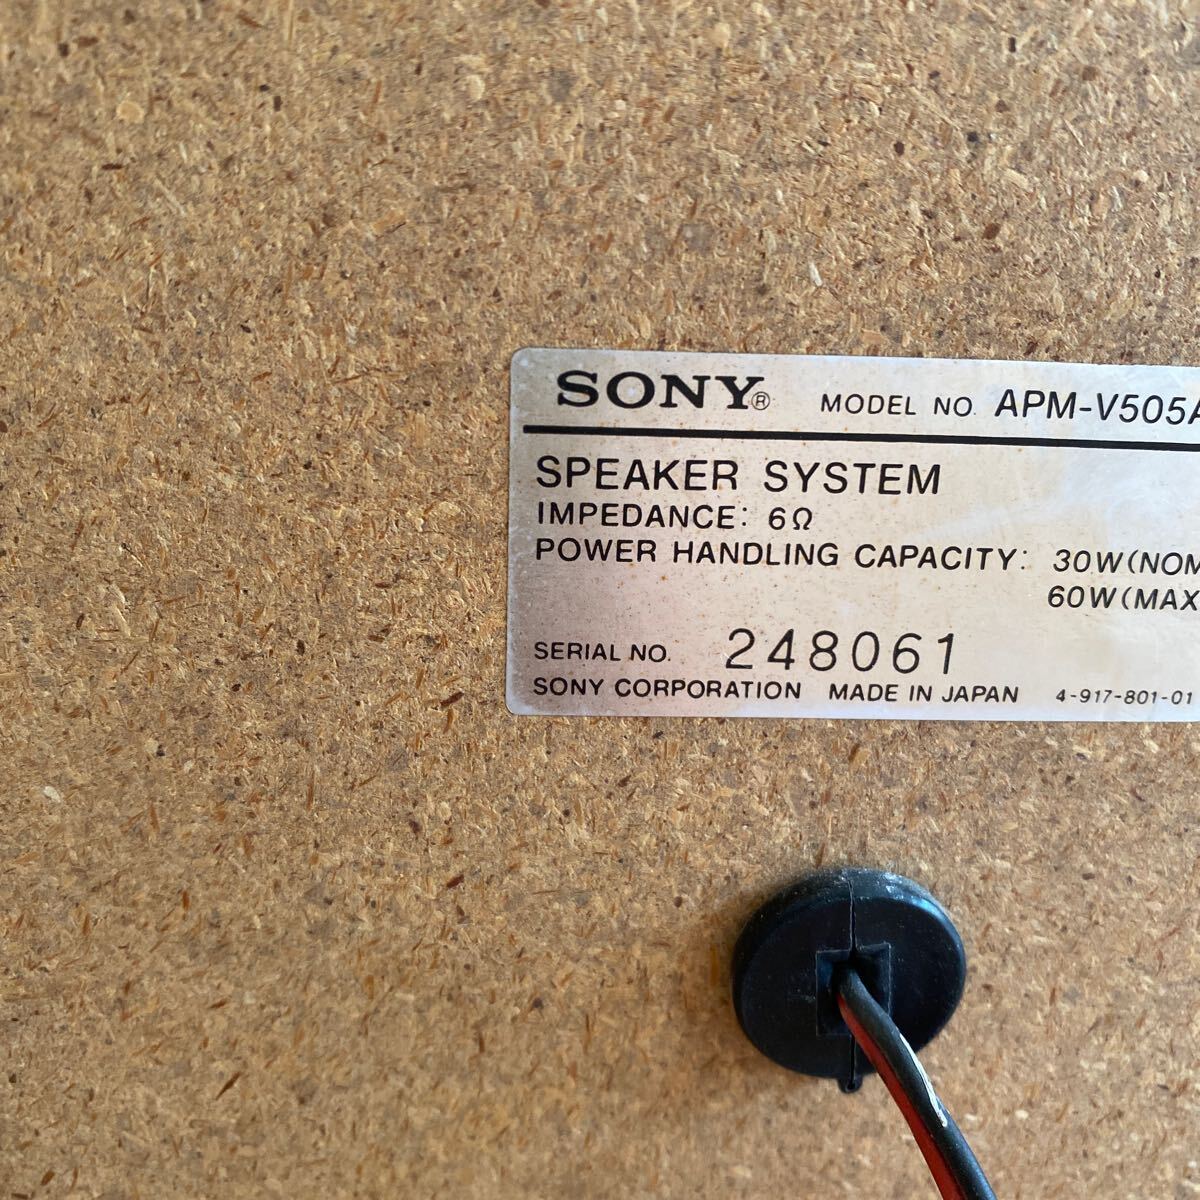 SONY® MODEL NO. APM-V505A
SPEAKER SYSTEM
IMPEDANCE: 6Ω
POWER HANDLING CAPACITY: 30W(NOM
60W(MAX
SERIAL NO. 248061
SONY CORPORATION MADE IN JAPAN 4-917-801-01